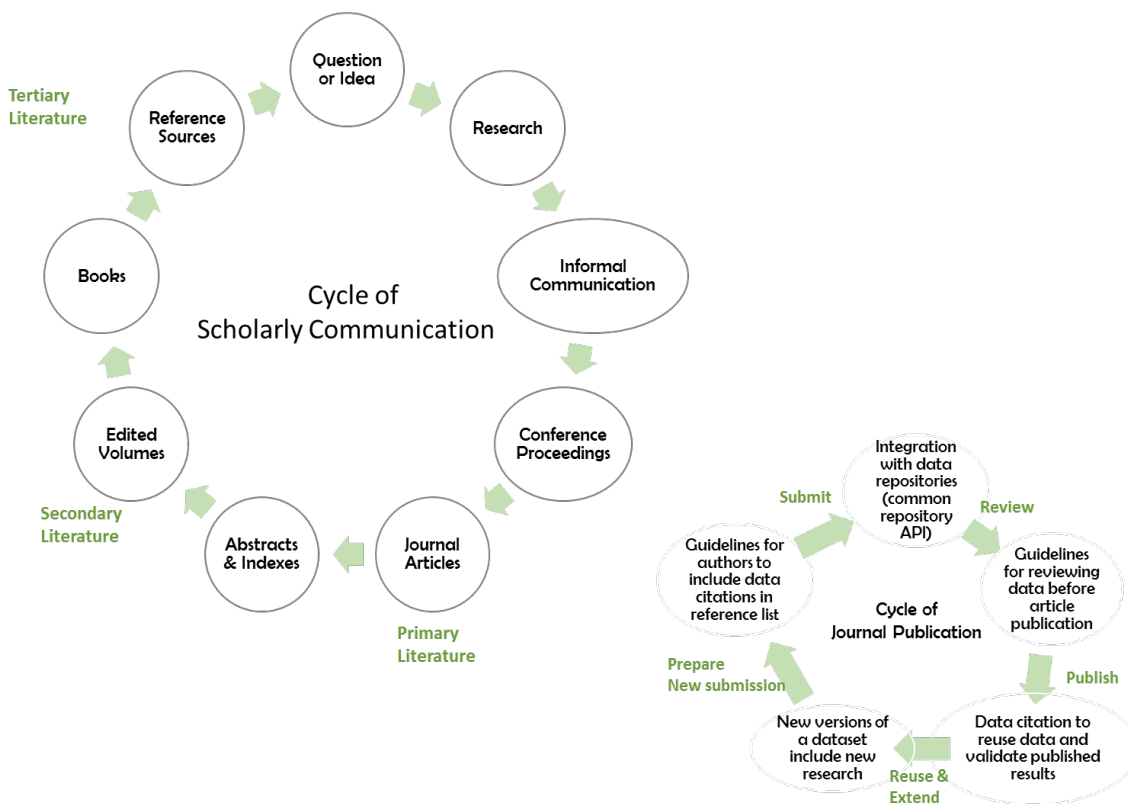 Question
or Idea
Tertiary
Literature
Reference
Sources
Research
Books
Informal
Communication
Cycle of
Scholarly Communication
Edited
Volumes
Conference
Proceedings
Secondary
Literature
Abstracts
& Indexes
Journal
Articles
Primary
Literature
Integration
with data
repositories
(common
repository
API)
Submit
Review
Guidelines for
authors to
include data
citations in
reference list
Guidelines
for reviewing
data before
article
publication
Cycle of
Journal Publication
Prepare
New submission
Publish
New versions of
a dataset
include new
research
Data citation to
reuse data and
validate published
results
Reuse &
Extend